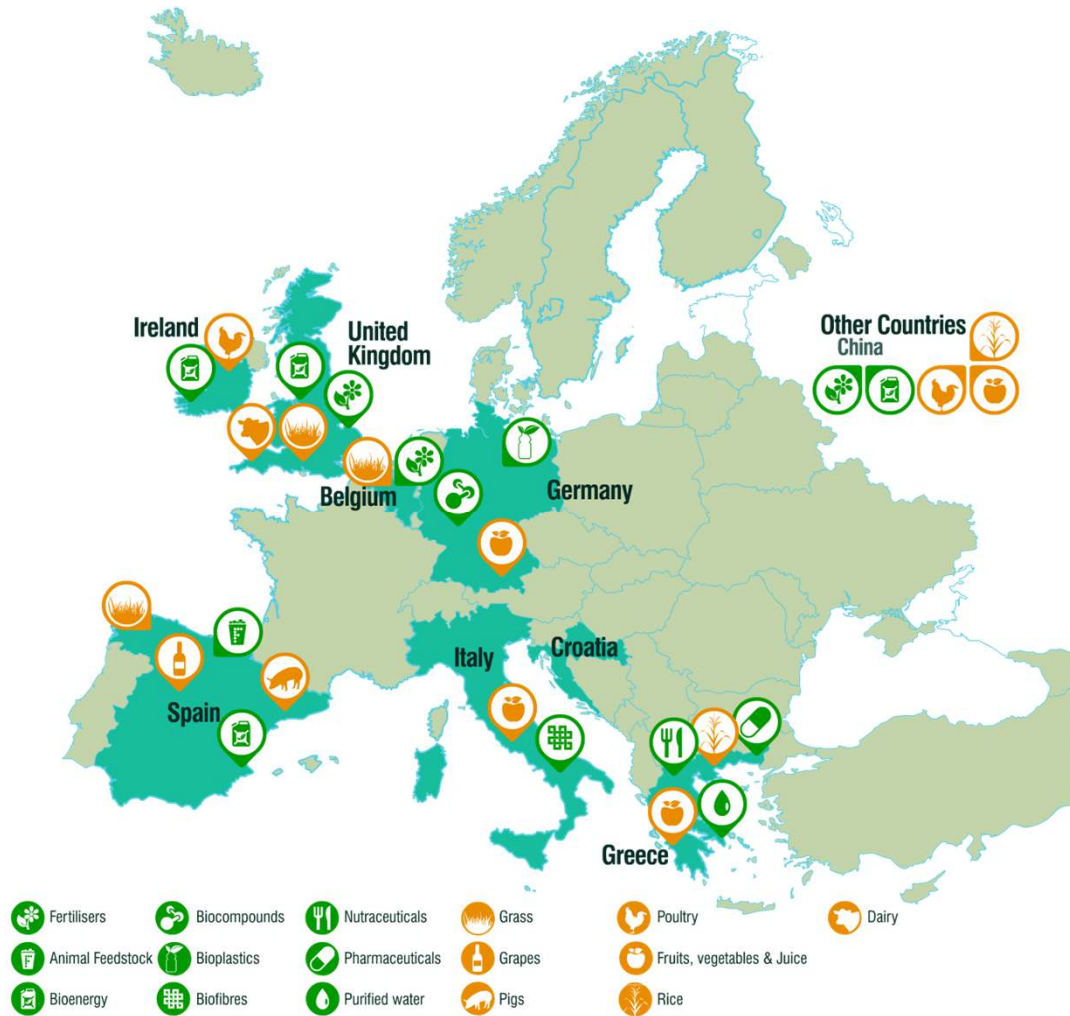 Ireland
United
Kingdom
Other Countries
China
Belgium
Germany
Italy
Croatia
Spain
Greece
Fertilisers
Biocompounds
Nutraceuticals
Grass
Poultry
Dairy
Animal Feedstock
Bioplastics
Pharmaceuticals
Grapes
Fruits, vegetables & Juice
Bioenergy
Biofibres
Purified water
Pigs
Rice